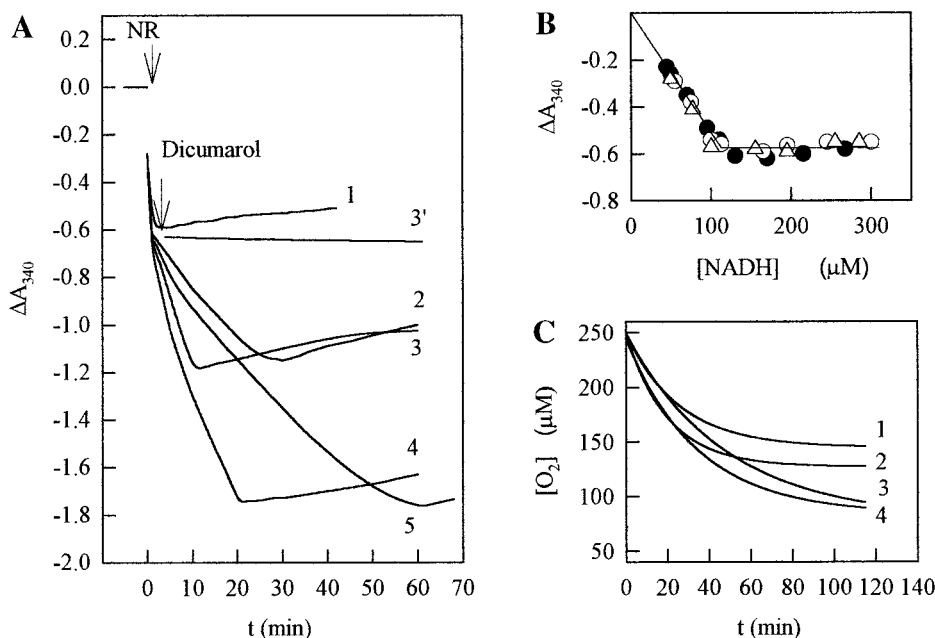 A
NR
Dicumarol
0.2
0.0
-0.2
-0.4
-0.6
-0.8
-1.0
-1.2
-1.4
-1.6
-1.8
-2.0
ΔA340
1
3'
2
3
4
5
0 10 20 30 40 50 60 70
t (min)
B
-0.2
-0.4
-0.6
-0.8
ΔA340
0 100 200 300
[NADH] (μM)
C
250
200
150
100
50
[O2] (μM)
1
2
3
4
0 20 40 60 80 100 120 140
t (min)